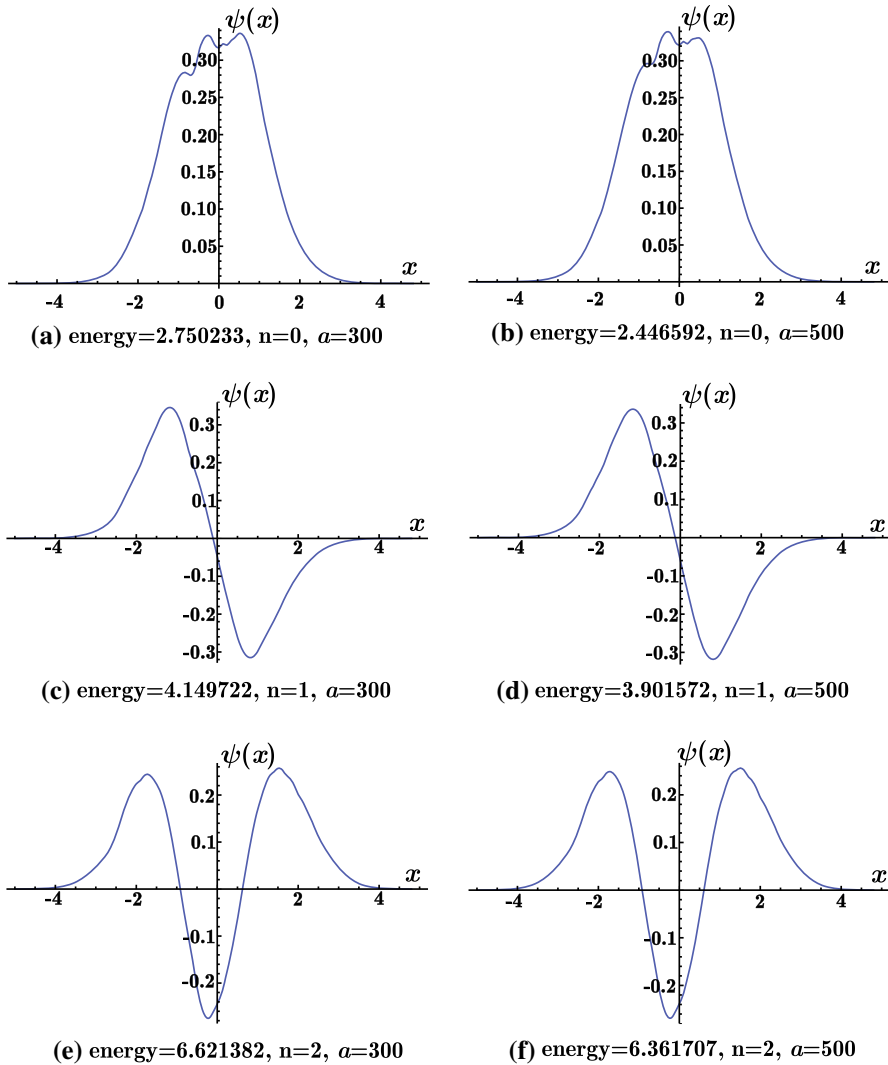 ψ(x)
0.30
0.25
0.20
0.15
0.10
0.05
x
-4 -2 0 2 4
(a) energy=2.750233, n=0, a=300
ψ(x)
0.30
0.25
0.20
0.15
0.10
0.05
x
-4 -2 0 2 4
(b) energy=2.446592, n=0, a=500
ψ(x)
0.3
0.2
0.1
x
-4 -2 2 4
-0.1
-0.2
-0.3
(c) energy=4.149722, n=1, a=300
ψ(x)
0.3
0.2
0.1
x
-4 -2 2 4
-0.1
-0.2
-0.3
(d) energy=3.901572, n=1, a=500
ψ(x)
0.2
0.1
x
-4 -2 2 4
-0.1
-0.2
(e) energy=6.621382, n=2, a=300
ψ(x)
0.2
0.1
x
-4 -2 2 4
-0.1
-0.2
(f) energy=6.361707, n=2, a=500